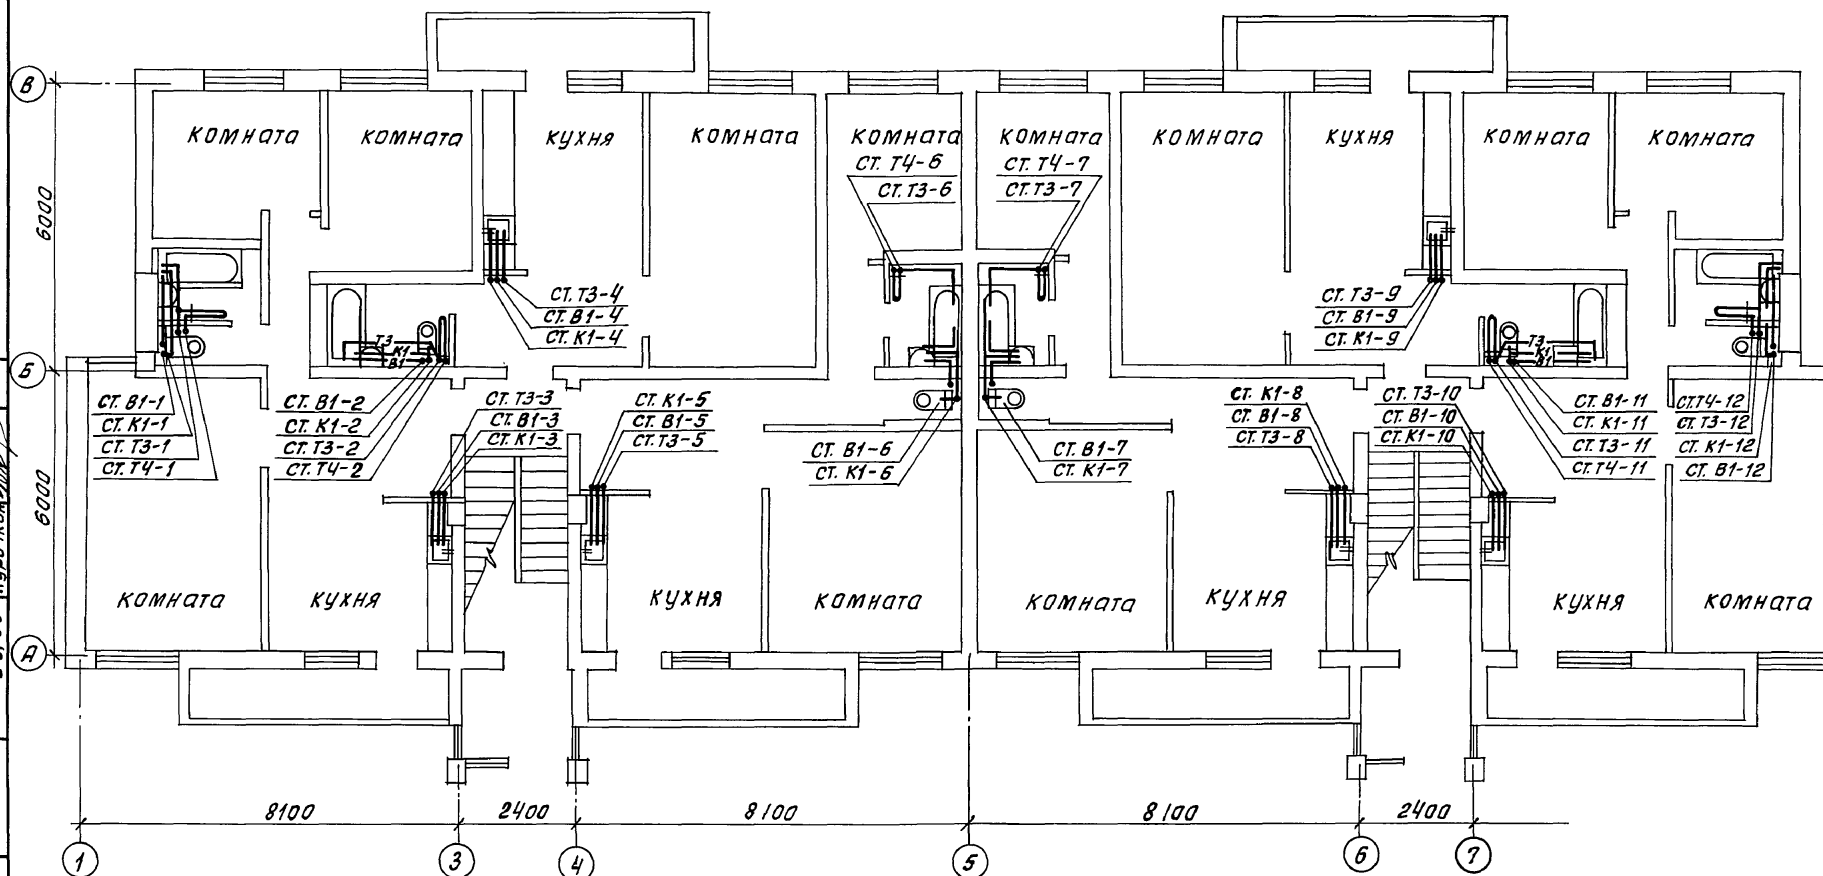 В
комната комната кухня комната комната комната комната кухня комната комната
СТ. Т4-6 СТ. Т4-7
СТ. Т3-6 СТ. Т3-7
6000
СТ. Т3-4 СТ. Т3-9
СТ. В1-4 СТ. В1-9
СТ. К1-4 СТ. К1-9
Т3 Т3
К1 К1
В1 В1
Б
СТ. В1-1 СТ. В1-2 СТ. Т3-3 СТ. К1-5 СТ. К1-8 СТ. Т3-10 СТ. В1-11 СТ.Т4-12
СТ. К1-1 СТ. К1-2 СТ. В1-3 СТ. В1-5 СТ. В1-8 СТ. В1-10 СТ. К1-11 СТ. Т3-12
СТ. Т3-1 СТ. Т3-2 СТ. К1-3 СТ.Т3-5 СТ. В1-6 СТ. В1-7 СТ. Т3-8 СТ. К1-10 СТ. Т3-11 СТ. К1-12
СТ. Т4-1 СТ. Т4-2 СТ. К1-6 СТ. К1-7 СТ.Т4-11 СТ. В1-12
6000
комната кухня кухня комната комната кухня кухня комната
А
8100 2400 8100 8100 2400
1 3 4 5 6 7